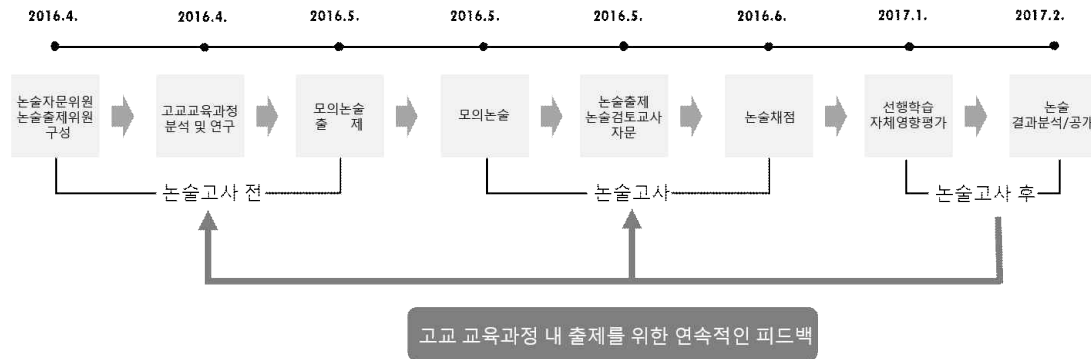 2016.4. 2016.4. 2016.5. 2016.5. 2016.5. 2016.6. 2017.1. 2017.2.
논술자문위원
논술출제위원
구성
고교교육과정
분석 및 연구
모의논술
출 제
모의논술
논술출제
논술검토교사
자문
논술채점
선행학습
자체영향평가
논술
결과분석/공개
논술고사 전
논술고사
논술고사 후
고교 교육과정 내 출제를 위한 연속적인 피드백